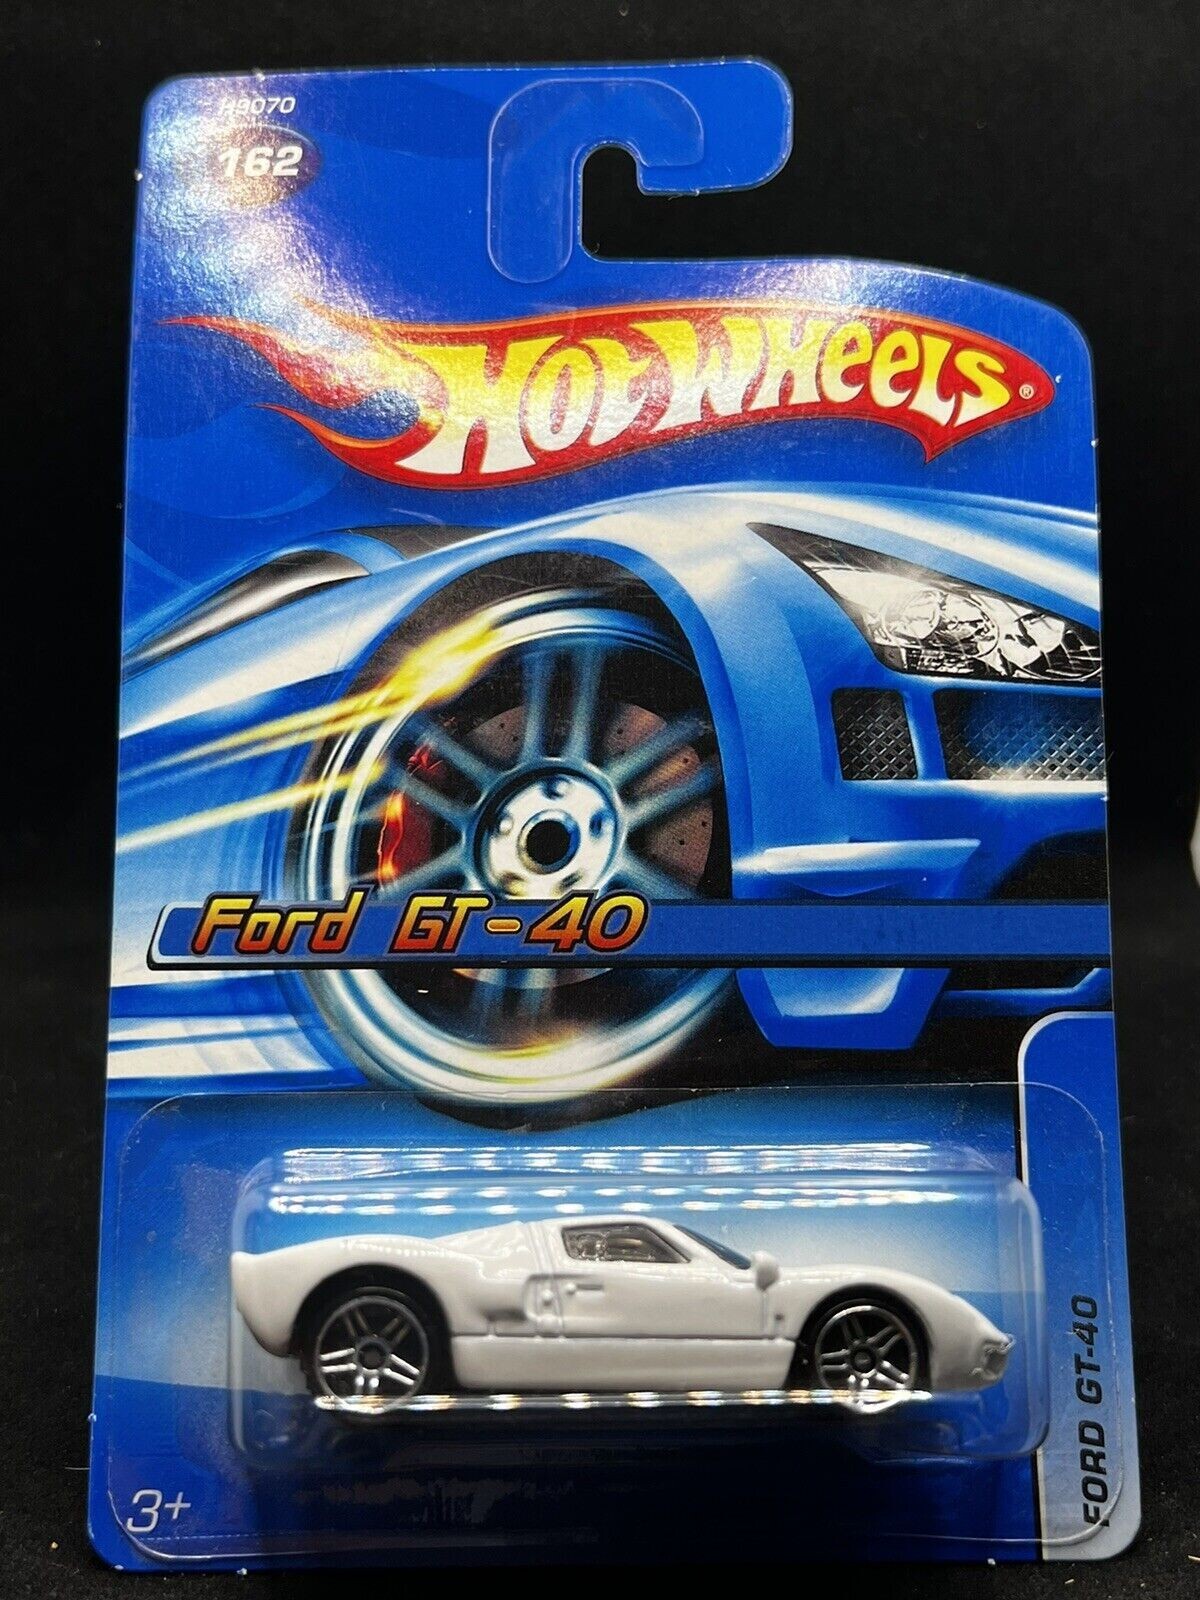 H9070
162
HOT WHEELS®
Ford GT-40
FORD GT-40
3+